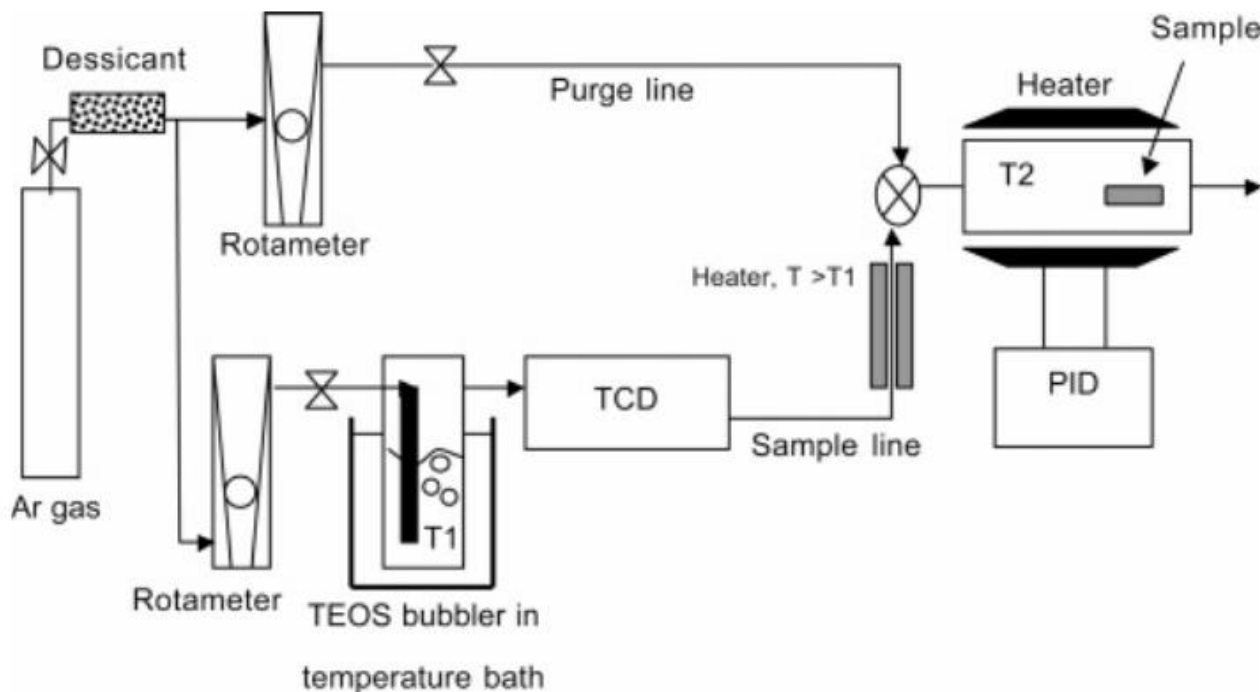 Dessicant
Purge line
Sample
Heater
T2
Rotameter
Heater, T >T1
TCD
PID
Sample line
Ar gas
T1
Rotameter
TEOS bubbler in
temperature bath